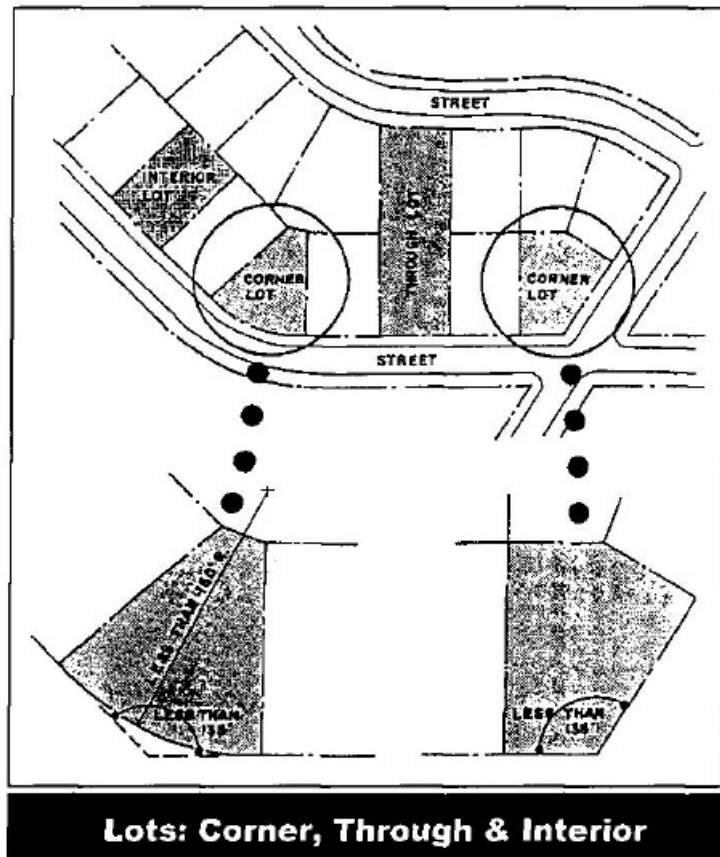 STREET
INTERIOR
LOT
THROUGH LOT
CORNER
LOT
CORNER
LOT
STREET
LESS THAN
LESS THAN
135°
LESS THAN
135°
Lots: Corner, Through & Interior